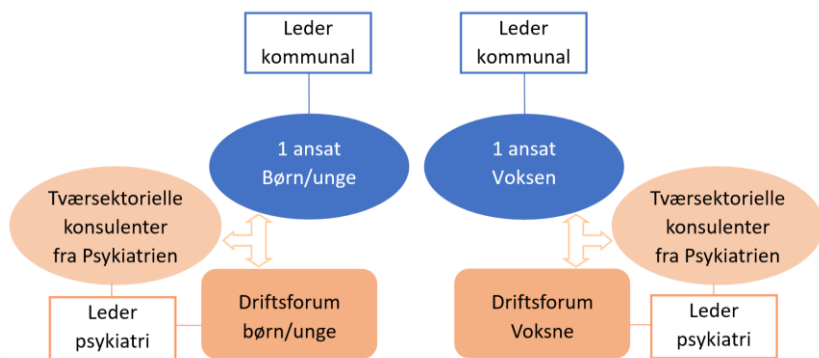 Leder
kommunal
Leder
kommunal
1 ansat
Børn/unge
1 ansat
Voksen
Tværsektorielle
konsulenter
fra Psykiatrien
Tværsektorielle
konsulenter
fra Psykiatrien
Driftsforum
børn/unge
Driftsforum
Voksne
Leder
psykiatri
Leder
psykiatri